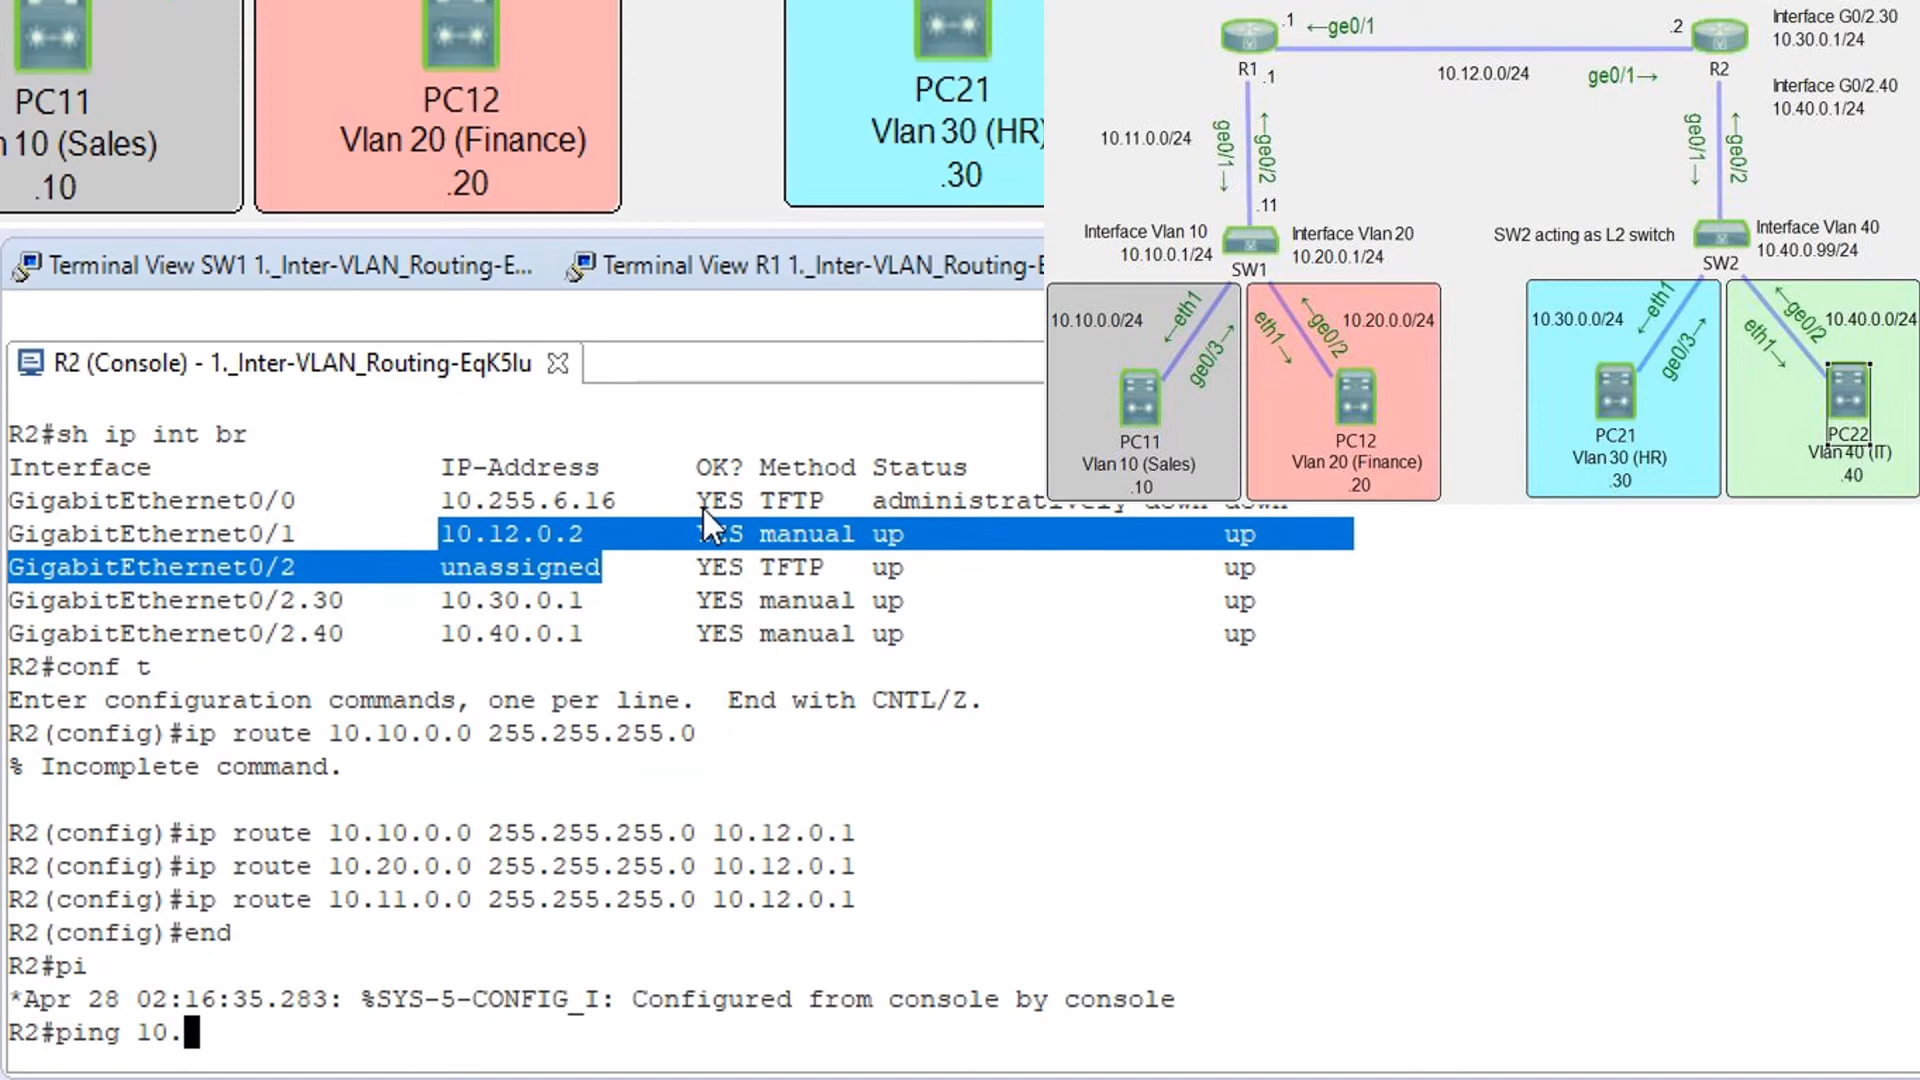 PC11
n 10 (Sales)
.10
PC12
Vlan 20 (Finance)
.20
PC21
Vlan 30 (HR)
.30
.1
←ge0/1
.2
Interface G0/2.30
10.30.0.1/24
R1
.1
10.12.0.0/24
ge0/1→
R2
Interface G0/2.40
10.40.0.1/24
10.11.0.0/24
ge0/1→
←ge0/2
ge0/1→
←ge0/2
.11
Interface Vlan 10
10.10.0.1/24
Interface Vlan 20
10.20.0.1/24
SW1
SW2 acting as L2 switch
Interface Vlan 40
10.40.0.99/24
SW2
10.10.0.0/24
←eth1
ge0/3→
eth1→
←ge0/2
10.20.0.0/24
10.30.0.0/24
←eth1
ge0/3→
eth1→
←ge0/2
10.40.0.0/24
PC11
Vlan 10 (Sales)
.10
PC12
Vlan 20 (Finance)
.20
PC21
Vlan 30 (HR)
.30
PC22
Vlan 40 (IT)
.40
Terminal View SW1 1._Inter-VLAN_Routing-E...
Terminal View R1 1._Inter-VLAN_Routing-E
R2 (Console) - 1._Inter-VLAN_Routing-EqK5lu
R2#sh ip int br
Interface IP-Address OK? Method Status
GigabitEthernet0/0 10.255.6.16 YES TFTP administratively down down
GigabitEthernet0/1 10.12.0.2 YES manual up up
GigabitEthernet0/2 unassigned YES TFTP up up
GigabitEthernet0/2.30 10.30.0.1 YES manual up up
GigabitEthernet0/2.40 10.40.0.1 YES manual up up
R2#conf t
Enter configuration commands, one per line. End with CNTL/Z.
R2(config)#ip route 10.10.0.0 255.255.255.0
% Incomplete command.
R2(config)#ip route 10.10.0.0 255.255.255.0 10.12.0.1
R2(config)#ip route 10.20.0.0 255.255.255.0 10.12.0.1
R2(config)#ip route 10.11.0.0 255.255.255.0 10.12.0.1
R2(config)#end
R2#pi
*Apr 28 02:16:35.283: %SYS-5-CONFIG_I: Configured from console by console
R2#ping 10.